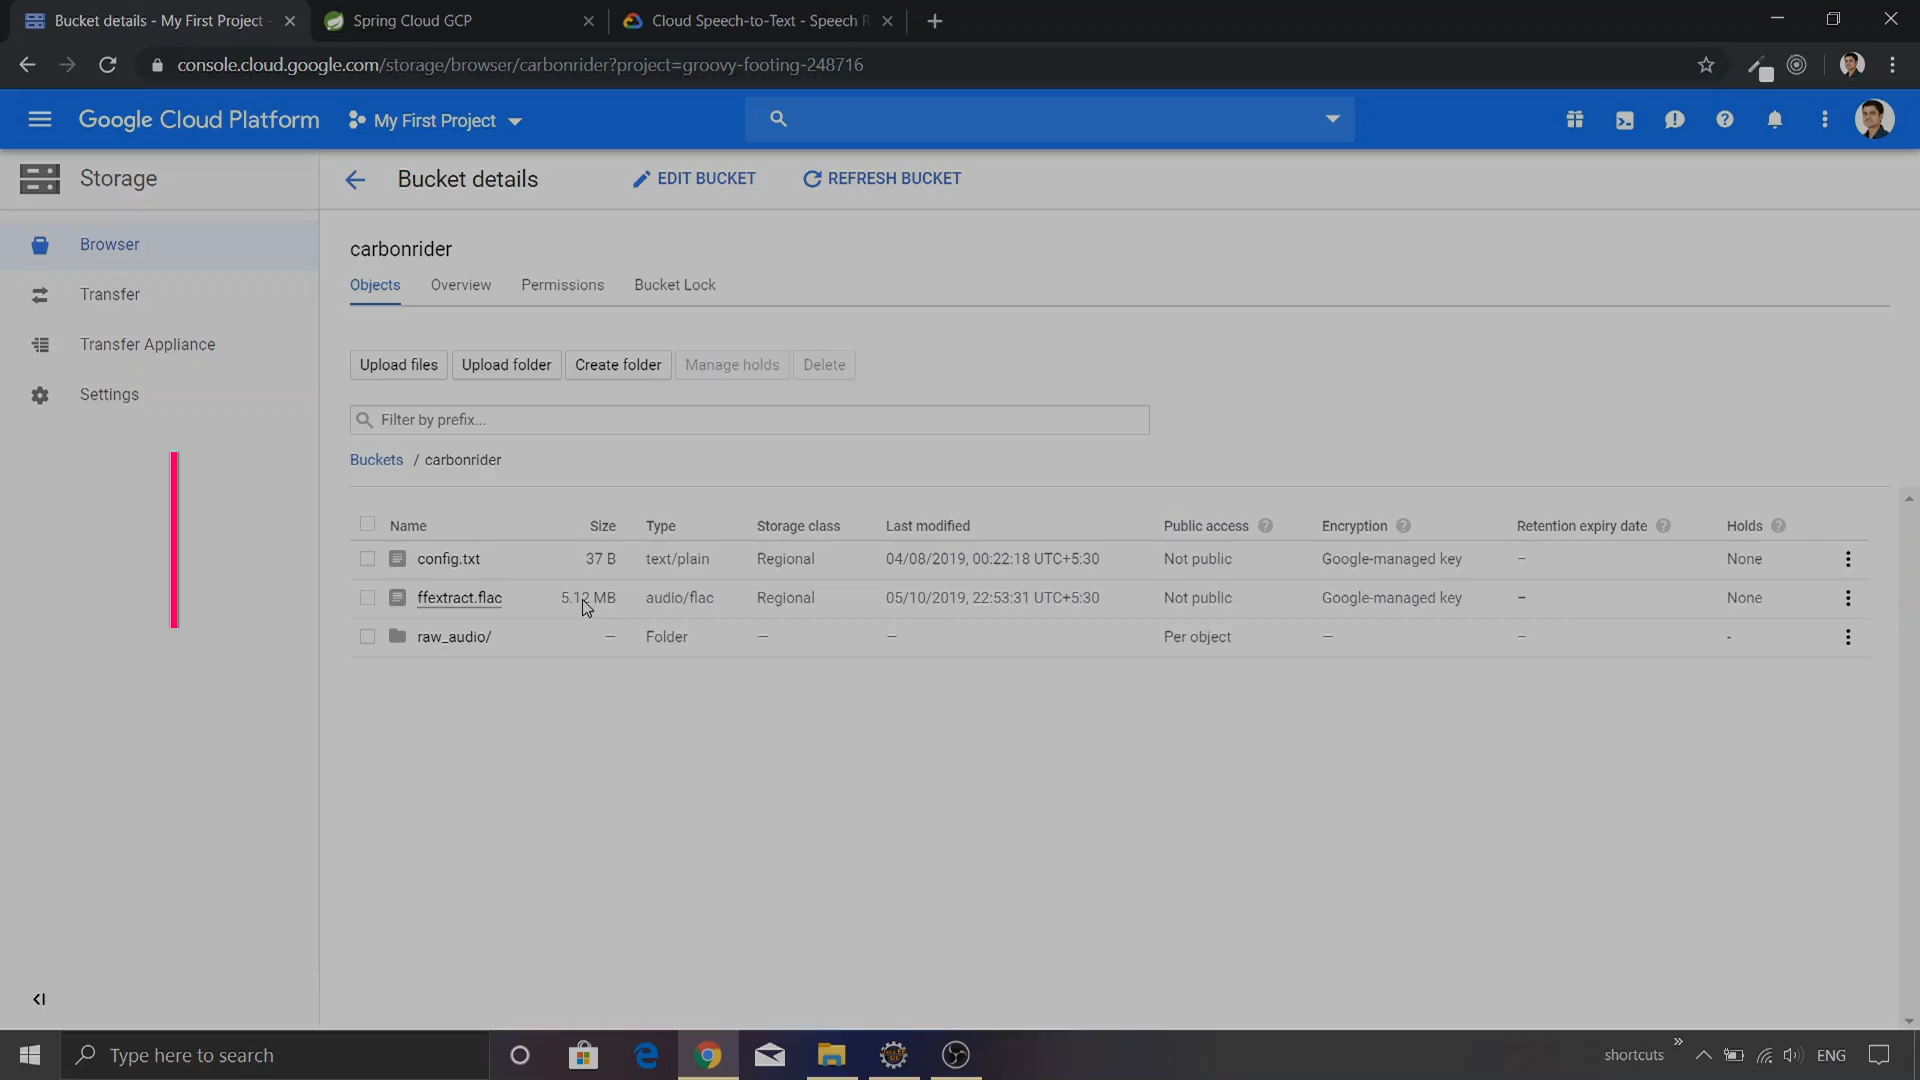 Bucket details - My First Project -
Spring Cloud GCP
Cloud Speech-to-Text - Speech R
console.cloud.google.com/storage/browser/carbonrider?project=groovy-footing-248716
Google Cloud Platform
My First Project
Storage
Bucket details
EDIT BUCKET
REFRESH BUCKET
Browser
Transfer
Transfer Appliance
Settings
carbonrider
Objects Overview Permissions Bucket Lock
Upload files Upload folder Create folder Manage holds Delete
Filter by prefix...
Buckets / carbonrider
Name Size Type Storage class Last modified Public access Encryption Retention expiry date Holds
config.txt 37 B text/plain Regional 04/08/2019, 00:22:18 UTC+5:30 Not public Google-managed key – None
ffextract.flac 5.12 MB audio/flac Regional 05/10/2019, 22:53:31 UTC+5:30 Not public Google-managed key – None
raw_audio/ – Folder – – Per object – – -
Type here to search
shortcuts
ENG